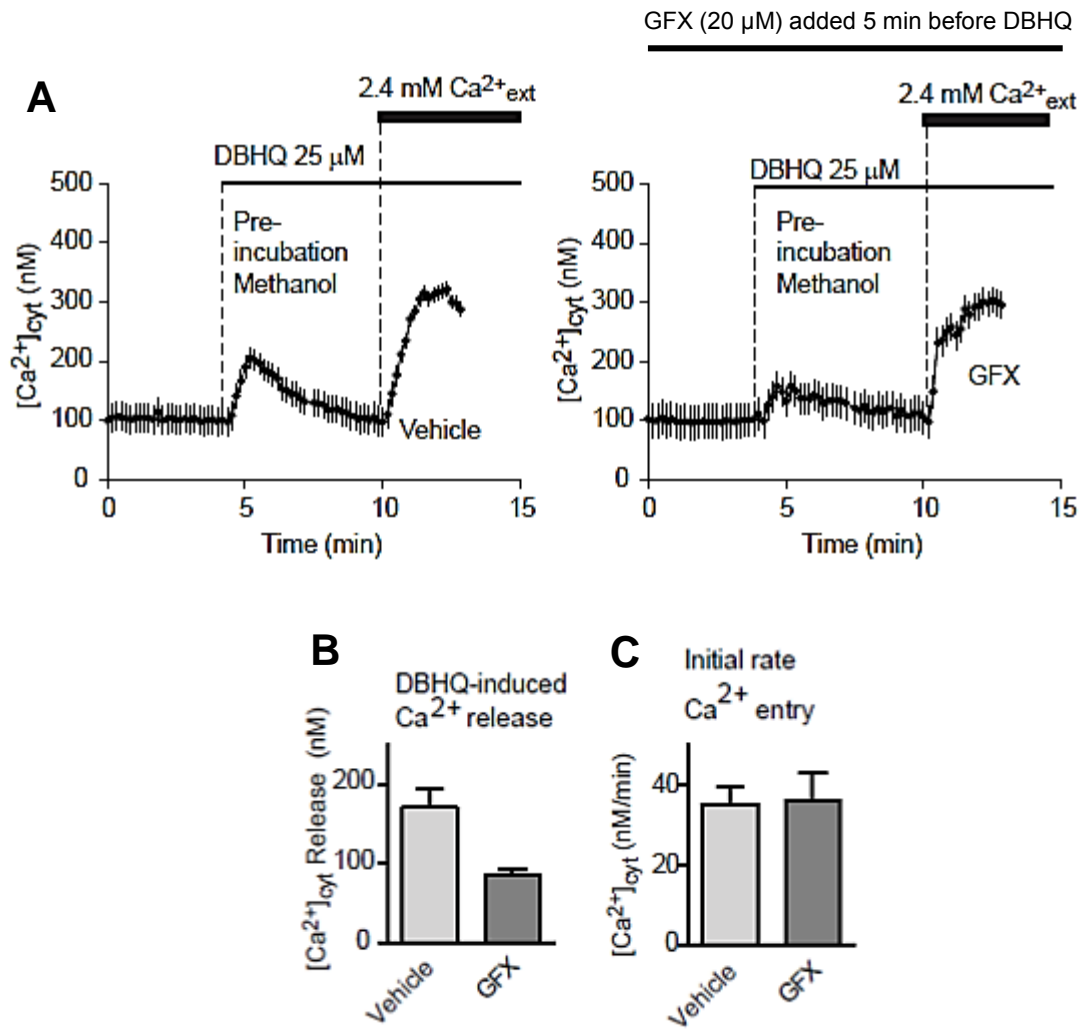 GFX (20 μM) added 5 min before DBHQ
A
2.4 mM Ca2+ext
DBHQ 25 μM
[Ca2+]cyt (nM)
500
400
300
200
100
0
Pre-
incubation
Methanol
Vehicle
0 5 10 15
Time (min)
2.4 mM Ca2+ext
DBHQ 25 μM
[Ca2+]cyt (nM)
500
400
300
200
100
0
Pre-
incubation
Methanol
GFX
0 5 10 15
Time (min)
B
DBHQ-induced
Ca2+ release
[Ca2+]cyt Release (nM)
200
100
0
Vehicle
GFX
C
Initial rate
Ca2+ entry
[Ca2+]cyt (nM/min)
40
20
0
Vehicle
GFX